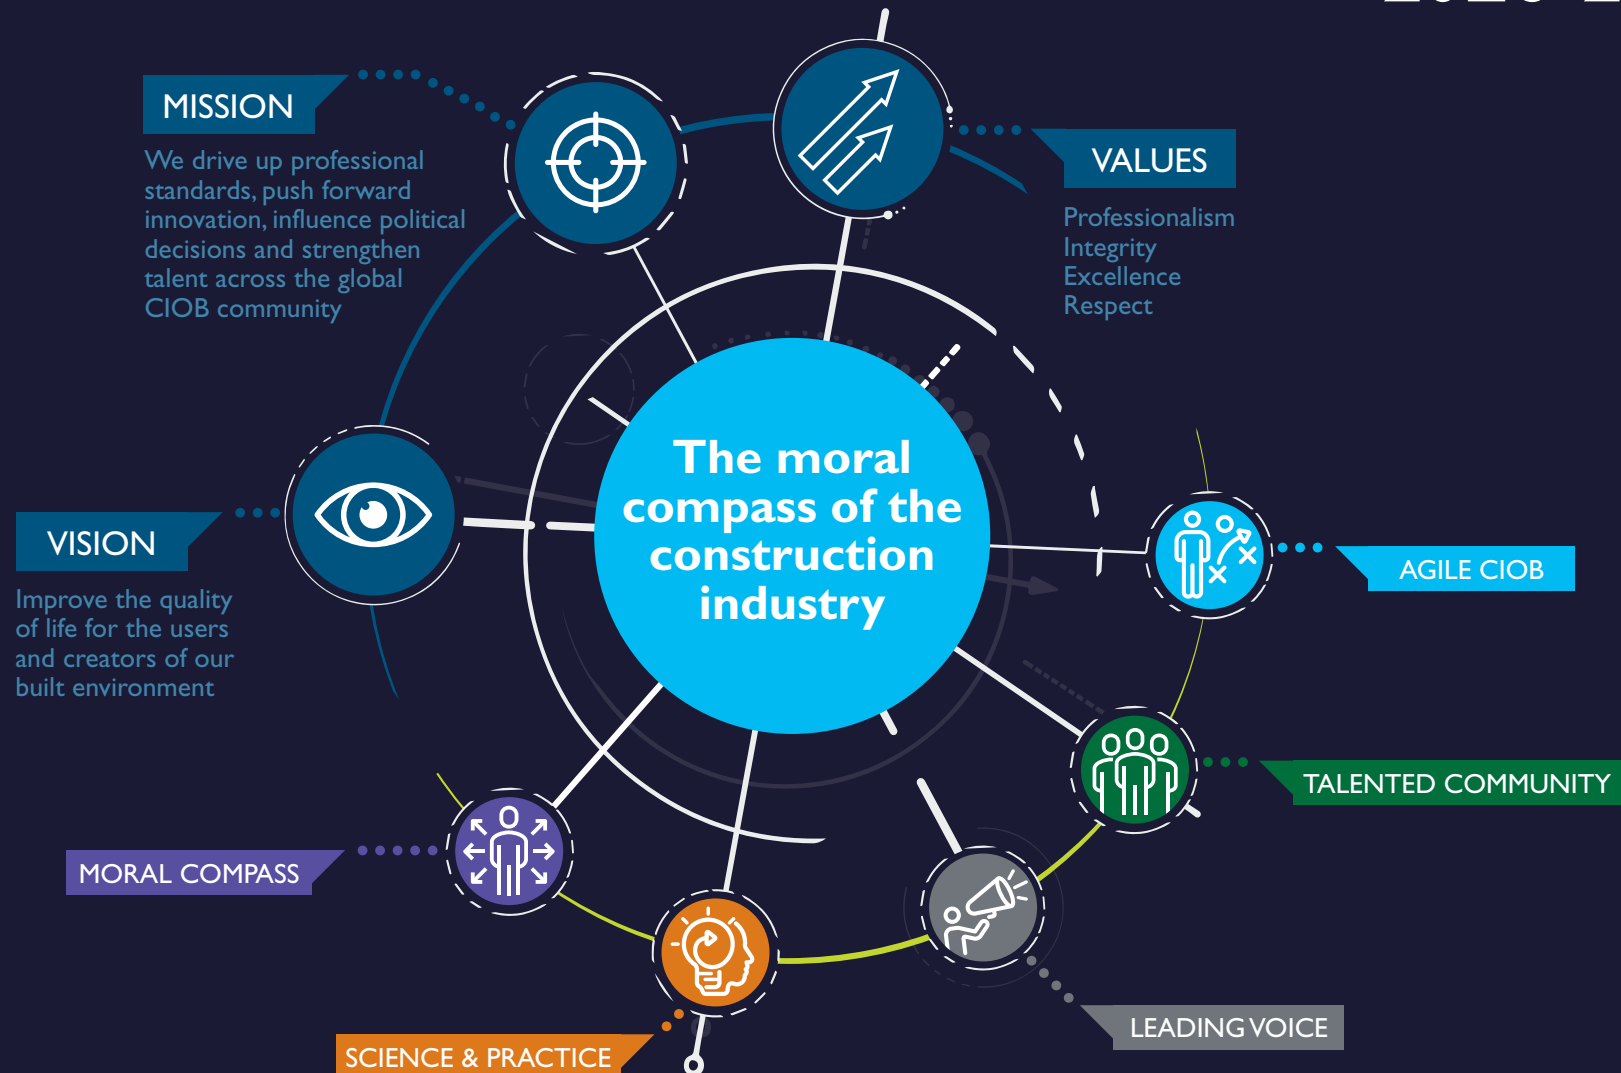 MISSION
We drive up professional
standards, push forward
innovation, influence political
decisions and strengthen
talent across the global
CIOB community
VALUES
Professionalism
Integrity
Excellence
Respect
The moral
compass of the
construction
industry
VISION
Improve the quality
of life for the users
and creators of our
built environment
AGILE CIOB
TALENTED COMMUNITY
MORAL COMPASS
LEADING VOICE
SCIENCE & PRACTICE